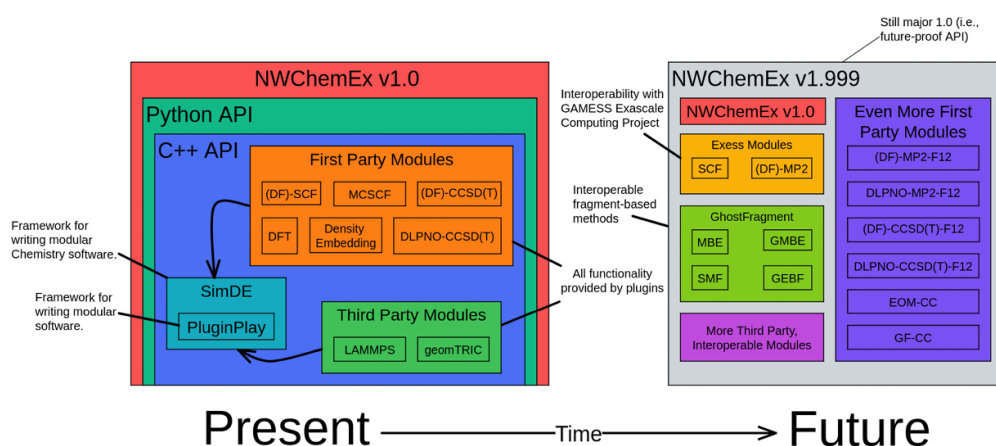 Still major 1.0 (i.e.,
future-proof API)
NWChemEx v1.0
Python API
C++ API
First Party Modules
(DF)-SCF
MCSCF
(DF)-CCSD(T)
DFT
Density
Embedding
DLPNO-CCSD(T)
Framework for
writing modular
Chemistry software.
SimDE
Framework for
writing modular
software.
PluginPlay
Third Party Modules
LAMMPS
geomTRIC
Interoperability with
GAMESS Exascale
Computing Project
Interoperable
fragment-based
methods
All functionality
provided by plugins
NWChemEx v1.999
NWChemEx v1.0
Exess Modules
SCF
(DF)-MP2
GhostFragment
MBE
GMBE
SMF
GEBF
More Third Party,
Interoperable Modules
Even More First
Party Modules
(DF)-MP2-F12
DLPNO-MP2-F12
(DF)-CCSD(T)-F12
DLPNO-CCSD(T)-F12
EOM-CC
GF-CC
Present
Time
Future